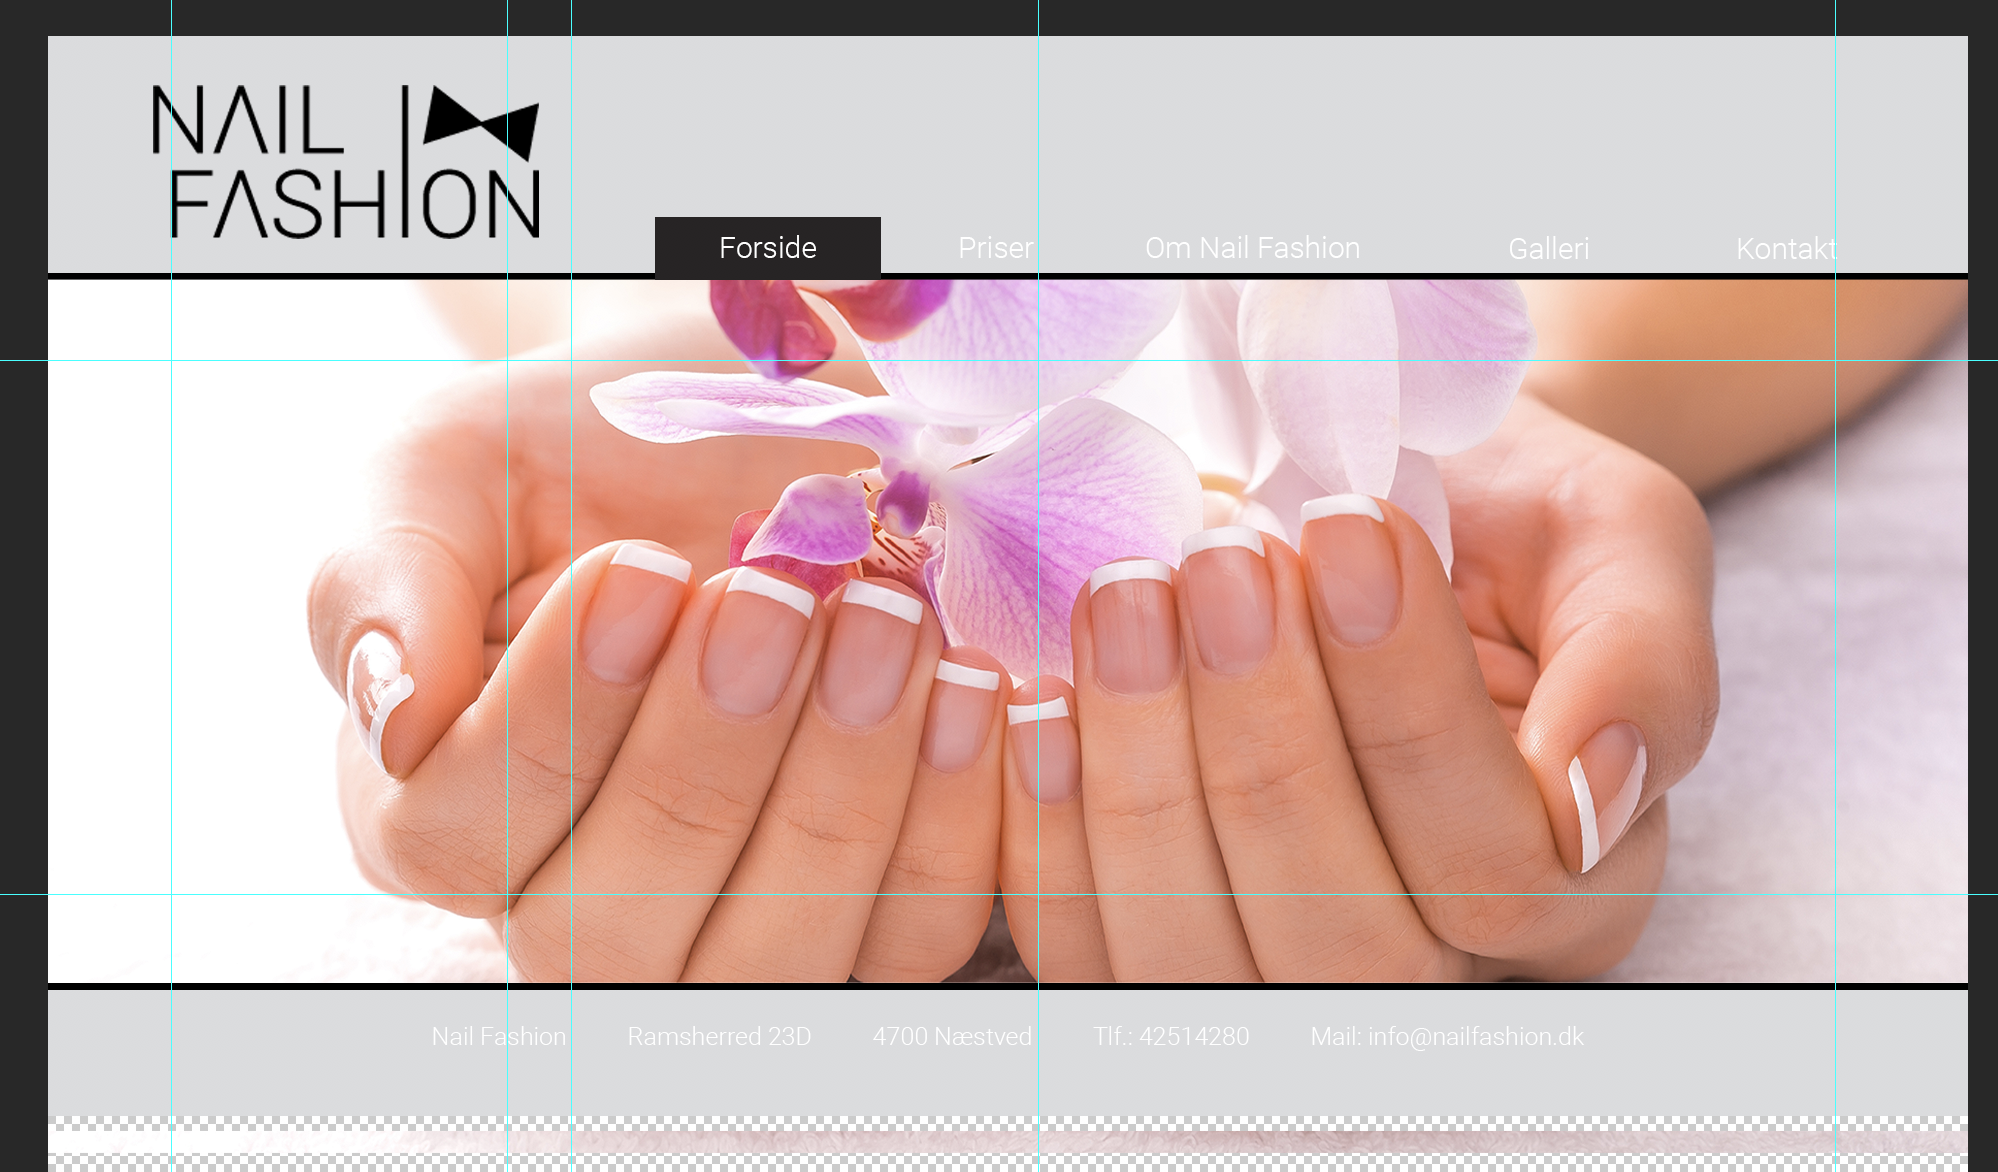 NAIL
FASHION
Forside Priser Om Nail Fashion Galleri Kontakt
Nail Fashion Ramsherred 23D 4700 Næstved Tlf.: 42514280 Mail: info@nailfashion.dk